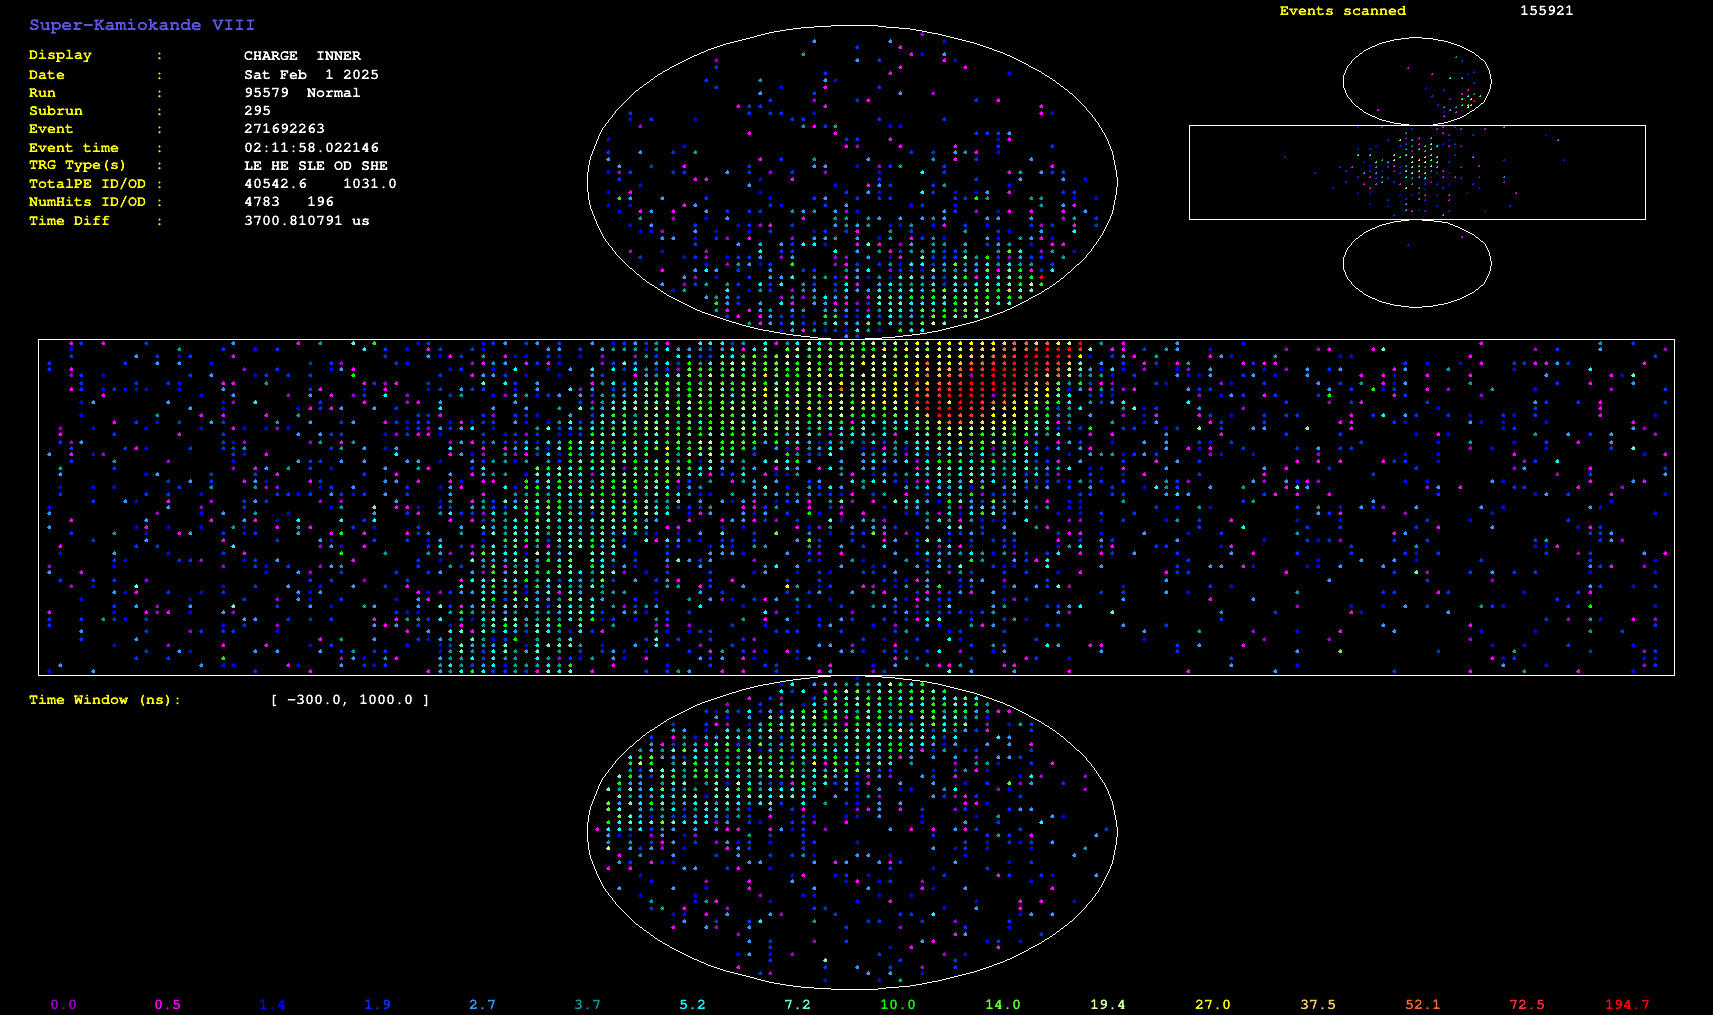 Super-Kamiokande VIII
Events scanned 155921
Display : CHARGE INNER
Date : Sat Feb 1 2025
Run : 95579 Normal
Subrun : 295
Event : 271692263
Event time : 02:11:58.022146
TRG Type(s) : LE HE SLE OD SHE
TotalPE ID/OD : 40542.6 1031.0
NumHits ID/OD : 4783 196
Time Diff : 3700.810791 us
Time Window (ns): [ -300.0, 1000.0 ]
0.0 0.5 1.4 1.9 2.7 3.7 5.2 7.2 10.0 14.0 19.4 27.0 37.5 52.1 72.5 194.7